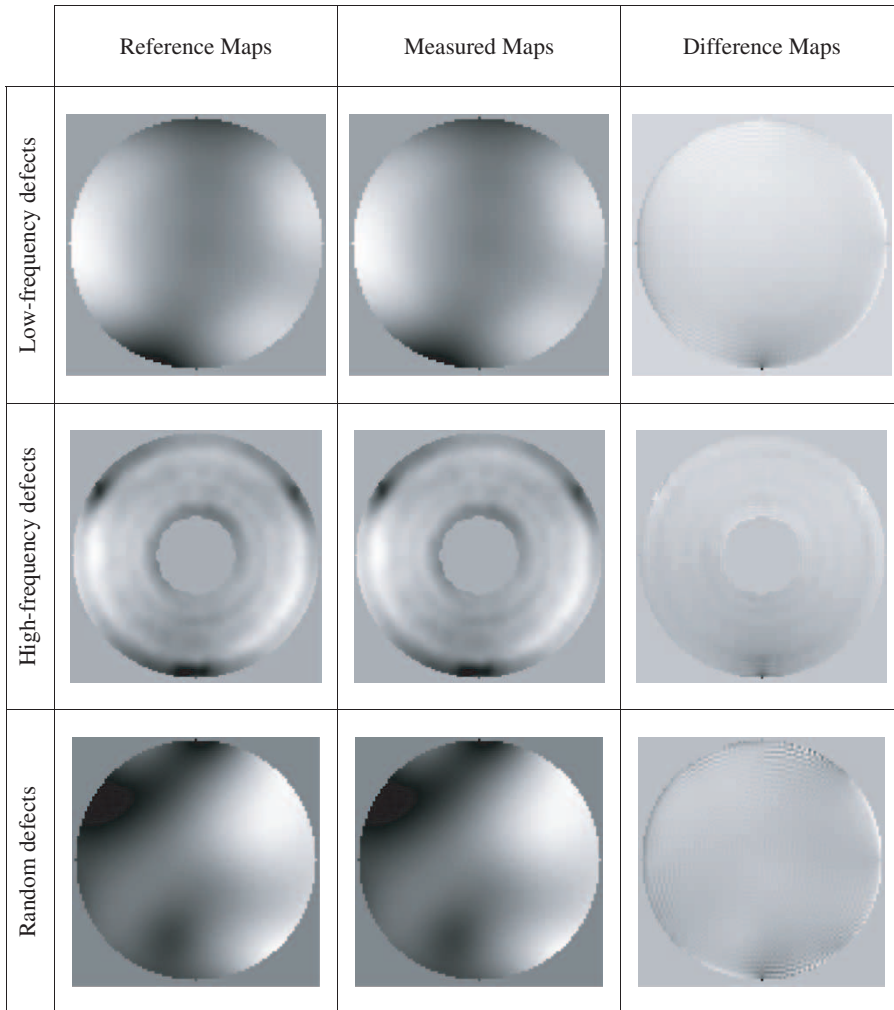 Reference Maps
Measured Maps
Difference Maps
Low-frequency defects
High-frequency defects
Random defects